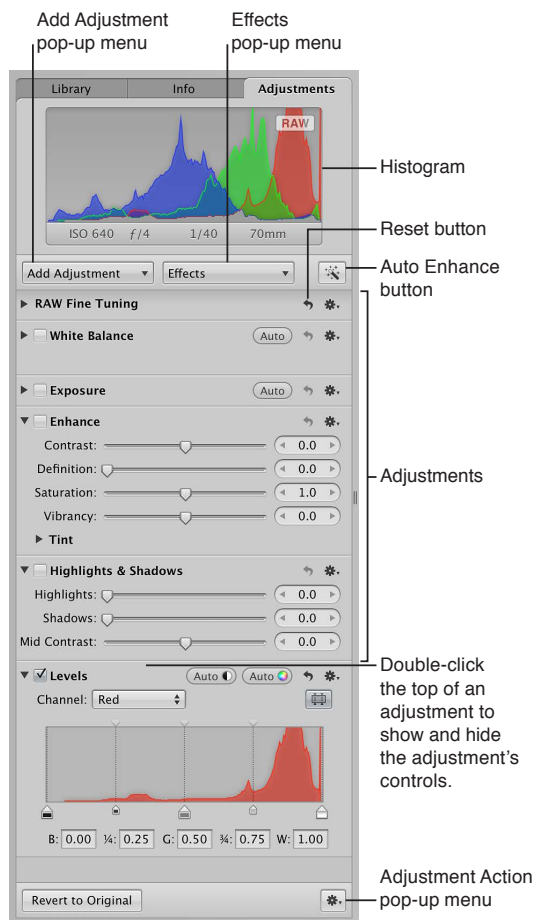 Add Adjustment
pop-up menu
Effects
pop-up menu
Library
Info
Adjustments
RAW
ISO 640 ƒ/4 1/40 70mm
Histogram
Reset button
Add Adjustment
Effects
Auto Enhance
button
RAW Fine Tuning
White Balance
Auto
Exposure
Auto
Enhance
Contrast: 0.0
Definition: 0.0
Saturation: 1.0
Vibrancy: 0.0
Tint
Adjustments
Highlights & Shadows
Highlights: 0.0
Shadows: 0.0
Mid Contrast: 0.0
Levels
Auto
Auto
Channel: Red
Double-click
the top of an
adjustment to
show and hide
the adjustment's
controls.
B: 0.00 ¼: 0.25 G: 0.50 ¾: 0.75 W: 1.00
Revert to Original
Adjustment Action
pop-up menu